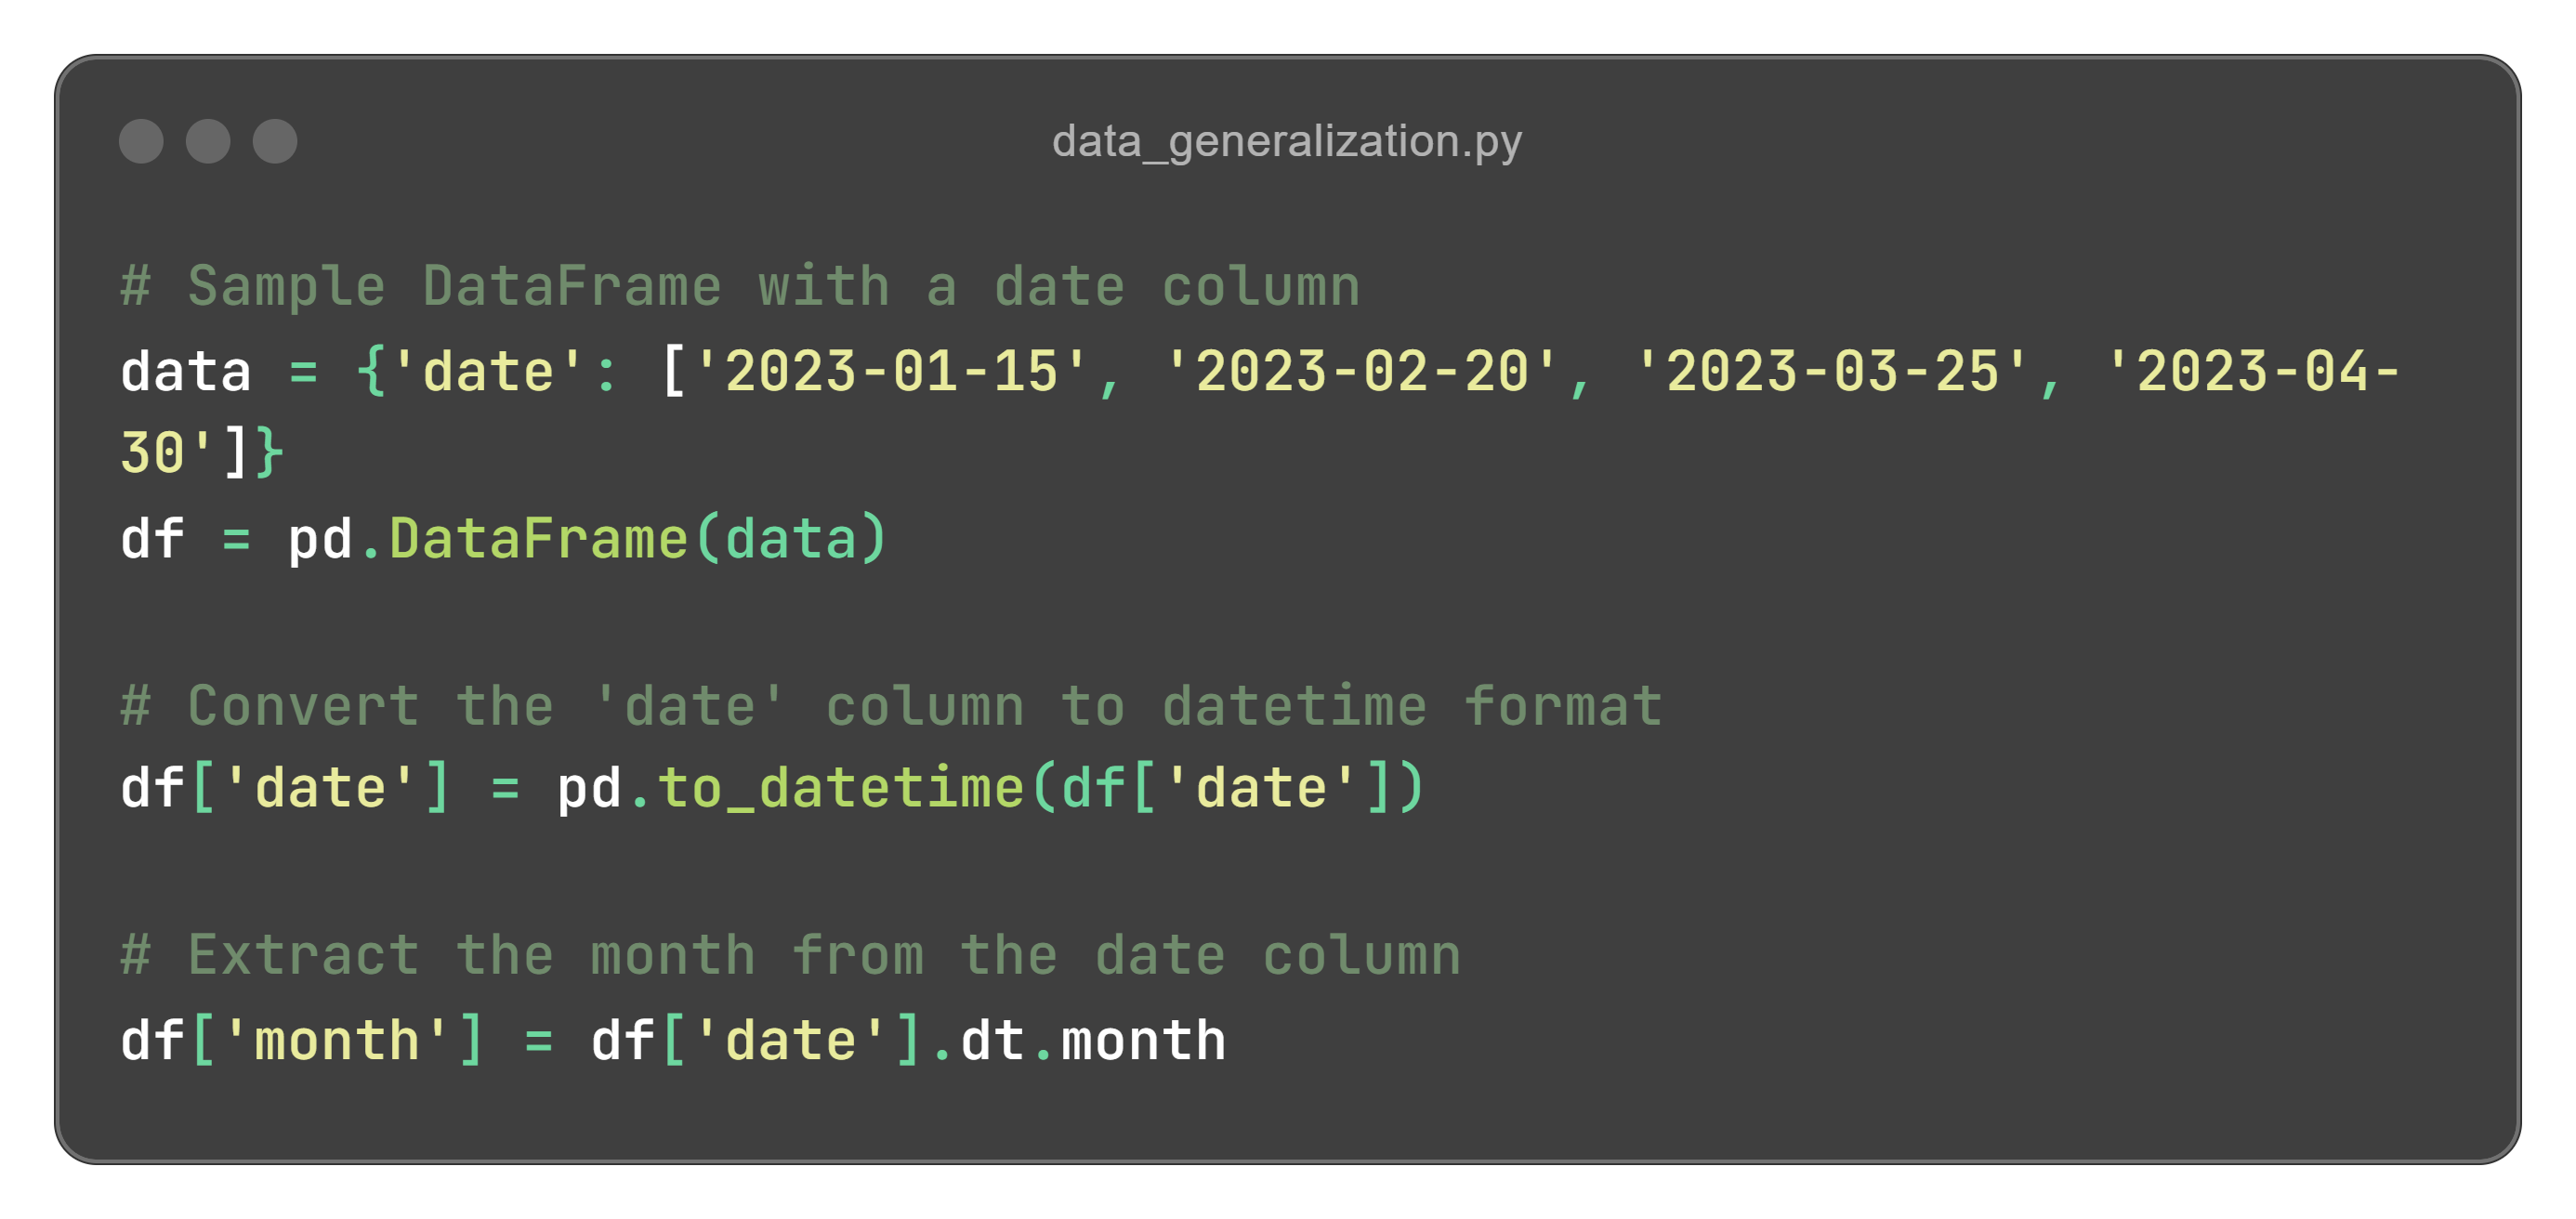 data_generalization.py
# Sample DataFrame with a date column
data = {'date': ['2023-01-15', '2023-02-20', '2023-03-25', '2023-04-
30']}
df = pd.DataFrame(data)
# Convert the 'date' column to datetime format
df['date'] = pd.to_datetime(df['date'])
# Extract the month from the date column
df['month'] = df['date'].dt.month